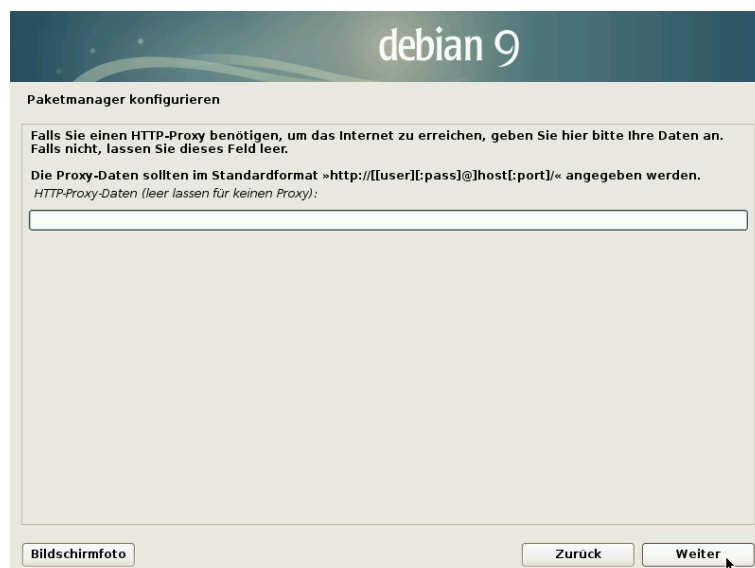 debian 9
Paketmanager konfigurieren
Falls Sie einen HTTP-Proxy benötigen, um das Internet zu erreichen, geben Sie hier bitte Ihre Daten an.
Falls nicht, lassen Sie dieses Feld leer.
Die Proxy-Daten sollten im Standardformat »http://[[user][:pass]@]host[:port]/« angegeben werden.
HTTP-Proxy-Daten (leer lassen für keinen Proxy):
Bildschirmfoto
Zurück
Weiter